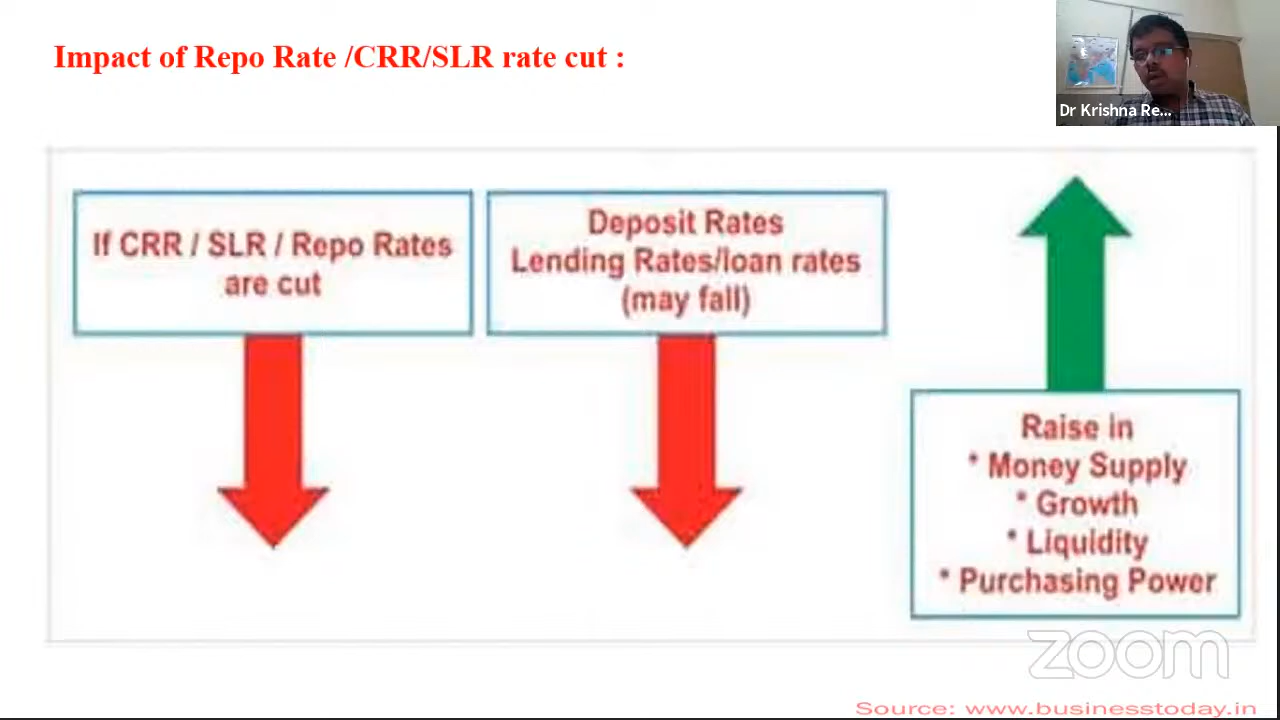 Impact of Repo Rate /CRR/SLR rate cut :
Dr Krishna Re...
If CRR / SLR / Repo Rates
are cut
Deposit Rates
Lending Rates/loan rates
(may fall)
Raise in
* Money Supply
* Growth
* Liquidity
* Purchasing Power
zoom
Source: www.businesstoday.in